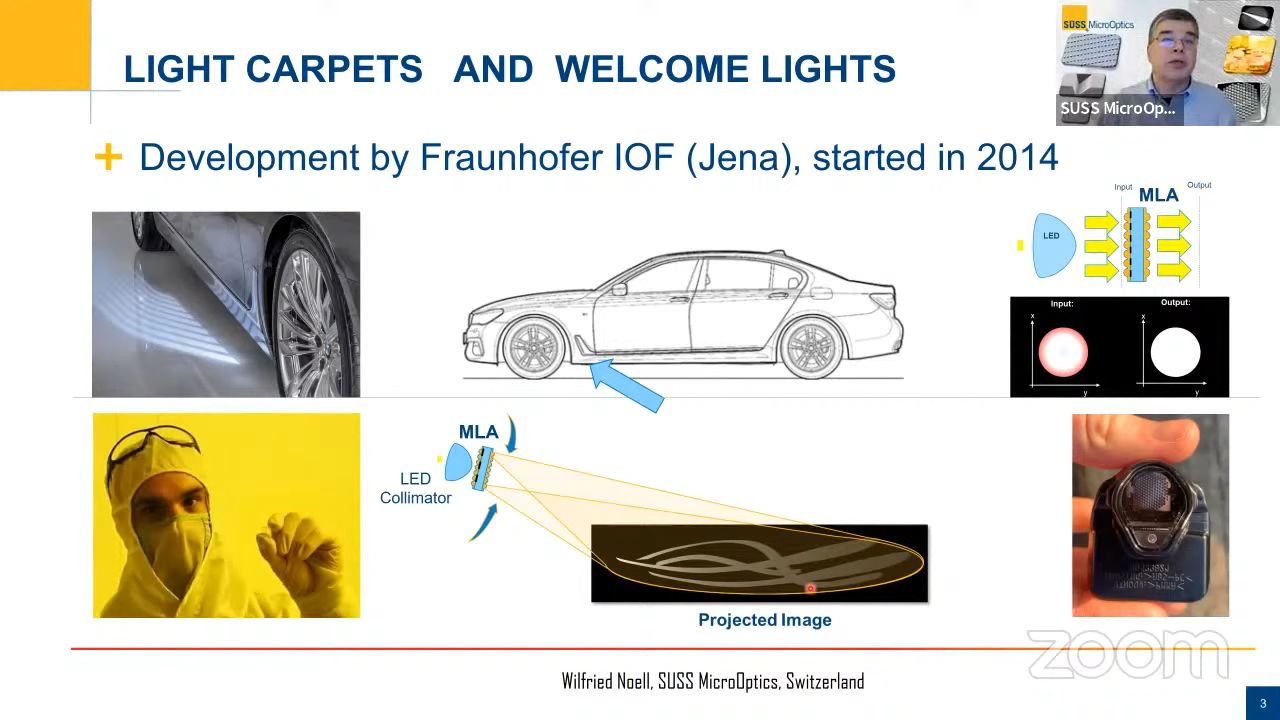 LIGHT CARPETS AND WELCOME LIGHTS
SUSS MicroOptics
SUSS MicroOp...
+ Development by Fraunhofer IOF (Jena), started in 2014
Input
Output
MLA
LED
Input:
Output:
x
x
y
y
MLA
LED
Collimator
Projected Image
zoom
Wilfried Noell, SUSS MicroOptics, Switzerland
3